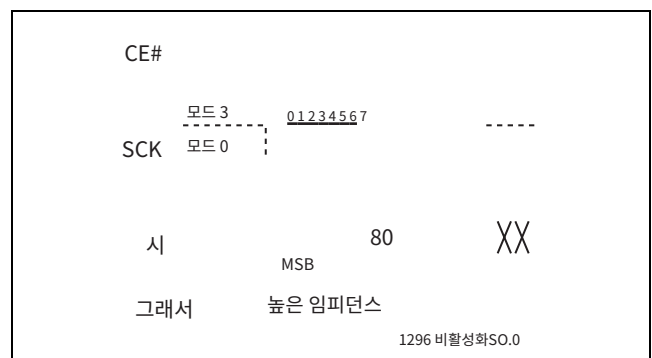 CE#
모드 3
01234567
SCK
모드 0
시
80
XX
MSB
그래서
높은 임피던스
1296 비활성화SO.0